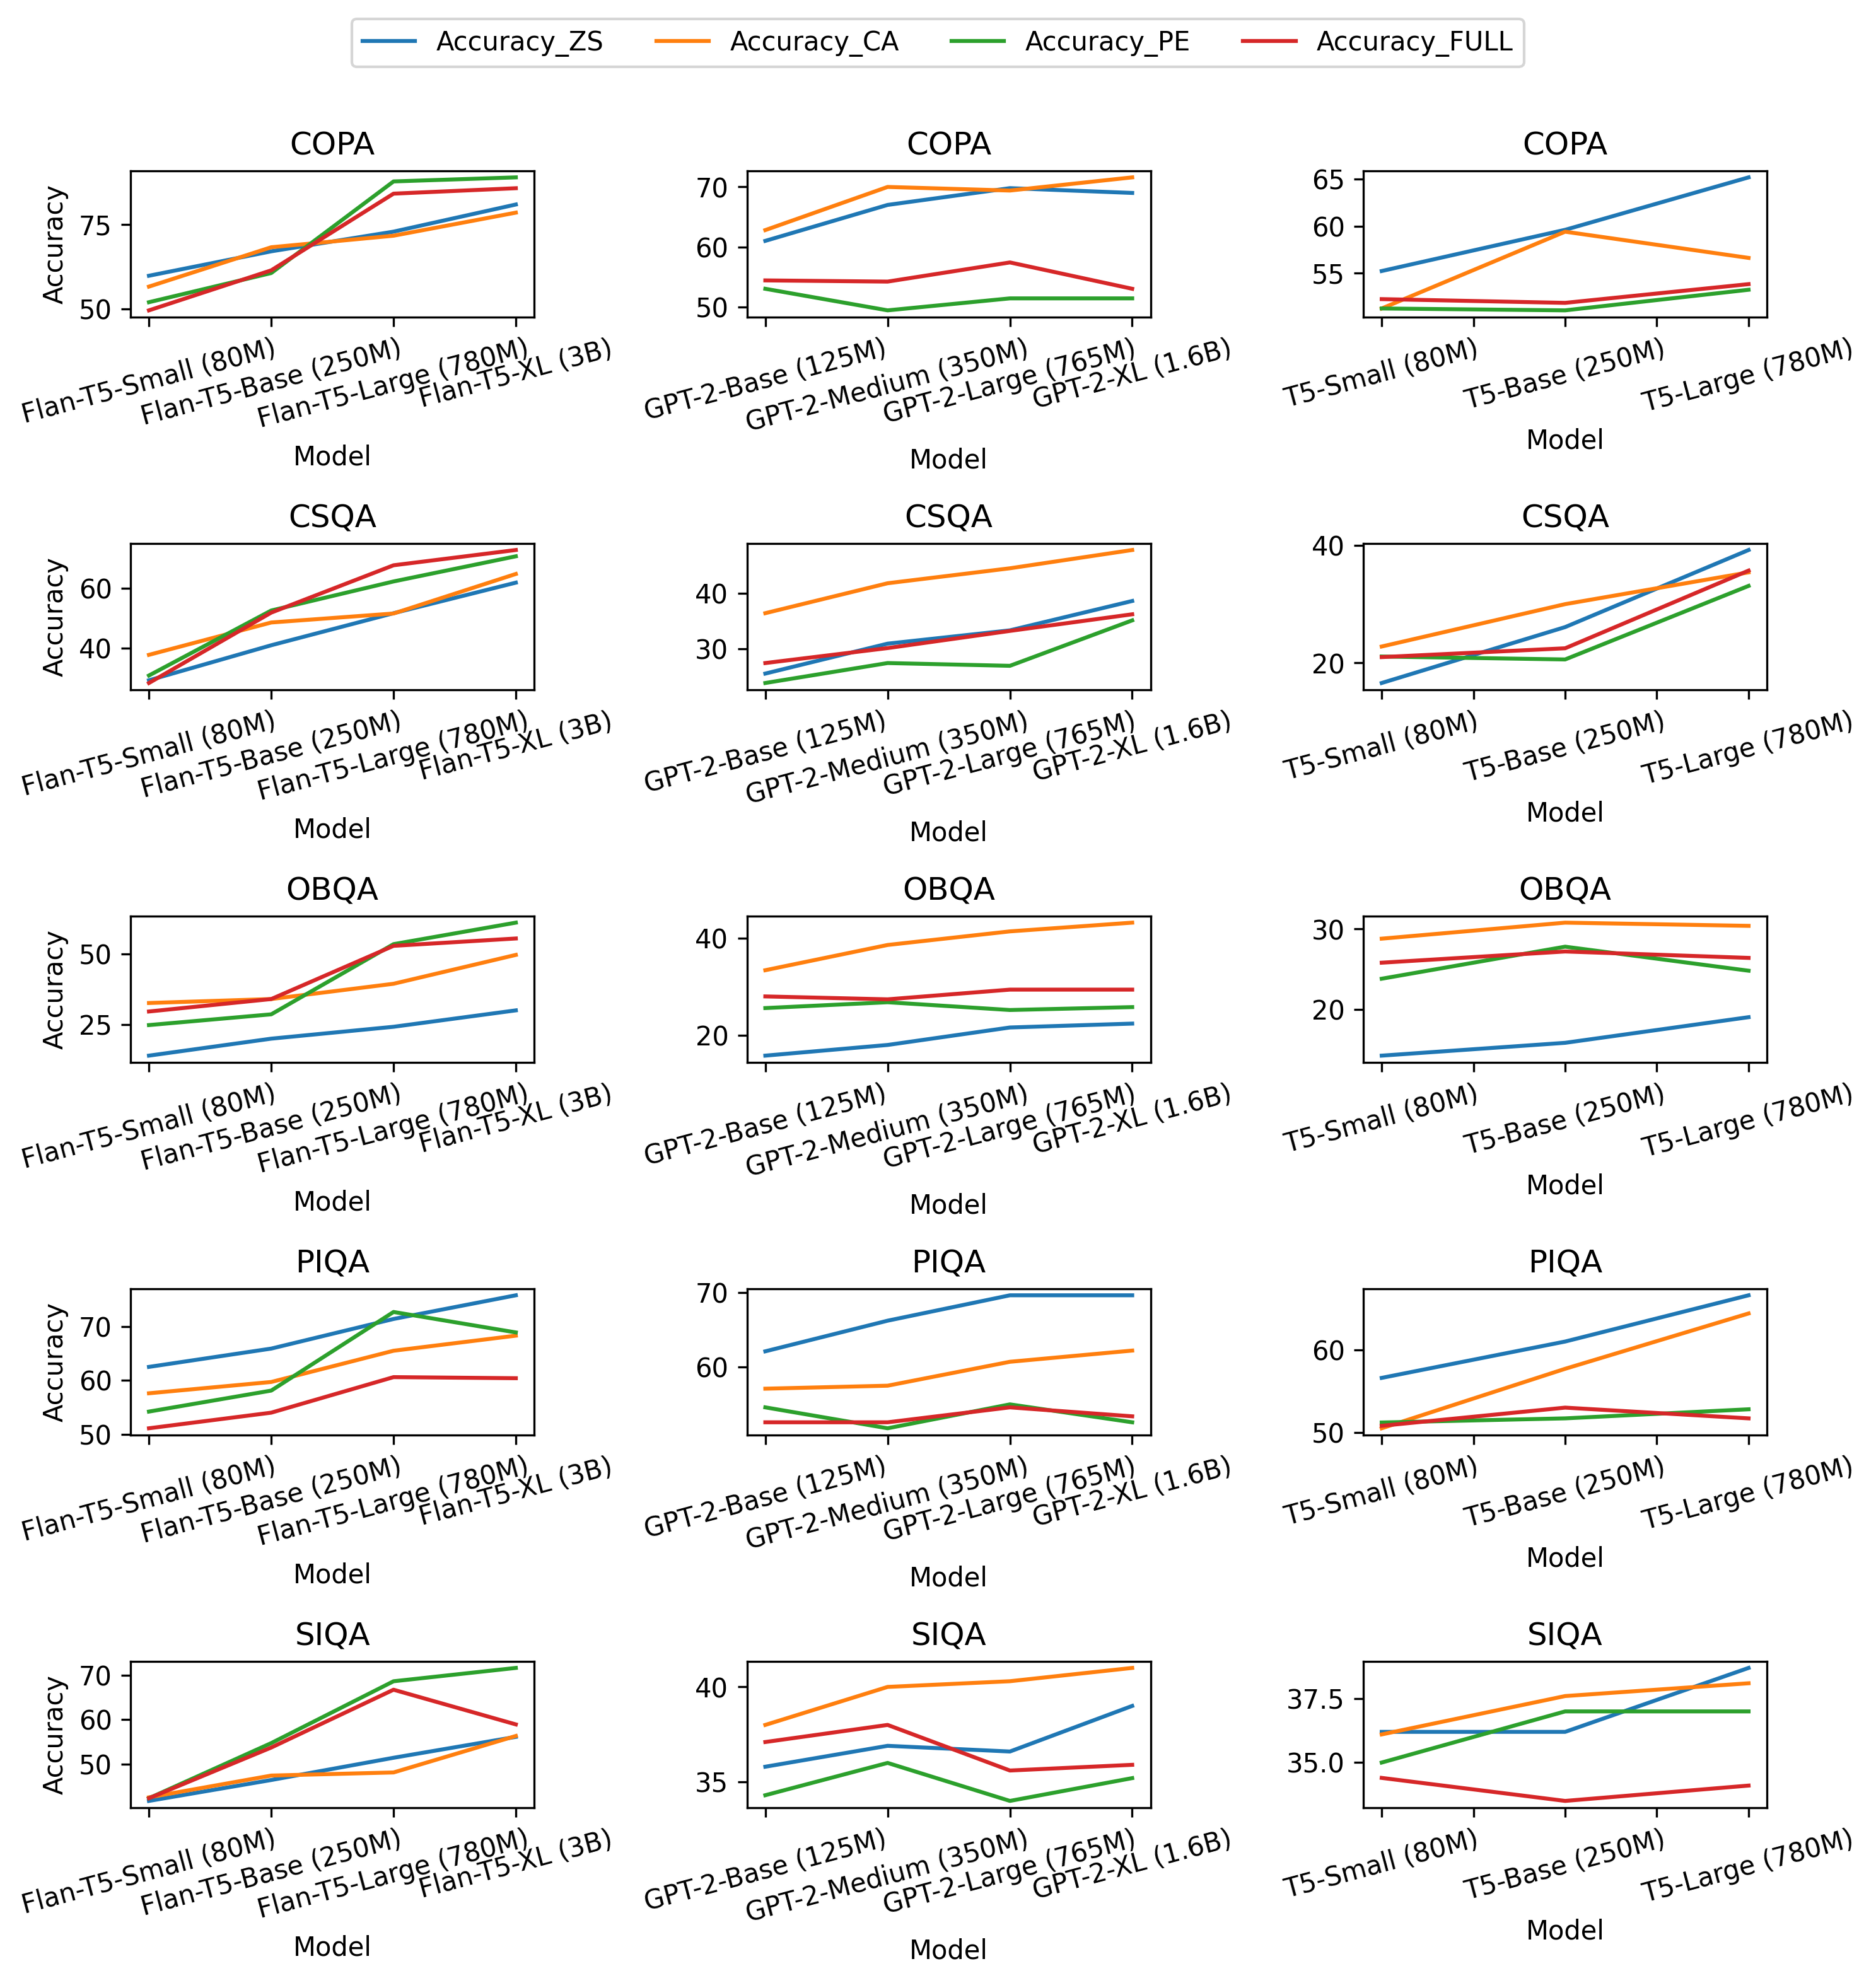 Accuracy_ZS Accuracy_CA Accuracy_PE Accuracy_FULL
COPA COPA COPA
Accuracy
75
50
70
60
50
65
60
55
Flan-T5-Small (80M) Flan-T5-Base (250M) Flan-T5-Large (780M) Flan-T5-XL (3B)
GPT-2-Base (125M) GPT-2-Medium (350M) GPT-2-Large (765M) GPT-2-XL (1.6B)
T5-Small (80M) T5-Base (250M) T5-Large (780M)
Model Model Model
CSQA CSQA CSQA
Accuracy
60
40
40
30
40
20
Flan-T5-Small (80M) Flan-T5-Base (250M) Flan-T5-Large (780M) Flan-T5-XL (3B)
GPT-2-Base (125M) GPT-2-Medium (350M) GPT-2-Large (765M) GPT-2-XL (1.6B)
T5-Small (80M) T5-Base (250M) T5-Large (780M)
Model Model Model
OBQA OBQA OBQA
Accuracy
50
25
40
20
30
20
Flan-T5-Small (80M) Flan-T5-Base (250M) Flan-T5-Large (780M) Flan-T5-XL (3B)
GPT-2-Base (125M) GPT-2-Medium (350M) GPT-2-Large (765M) GPT-2-XL (1.6B)
T5-Small (80M) T5-Base (250M) T5-Large (780M)
Model Model Model
PIQA PIQA PIQA
Accuracy
70
60
50
70
60
60
50
Flan-T5-Small (80M) Flan-T5-Base (250M) Flan-T5-Large (780M) Flan-T5-XL (3B)
GPT-2-Base (125M) GPT-2-Medium (350M) GPT-2-Large (765M) GPT-2-XL (1.6B)
T5-Small (80M) T5-Base (250M) T5-Large (780M)
Model Model Model
SIQA SIQA SIQA
Accuracy
70
60
50
40
35
37.5
35.0
Flan-T5-Small (80M) Flan-T5-Base (250M) Flan-T5-Large (780M) Flan-T5-XL (3B)
GPT-2-Base (125M) GPT-2-Medium (350M) GPT-2-Large (765M) GPT-2-XL (1.6B)
T5-Small (80M) T5-Base (250M) T5-Large (780M)
Model Model Model